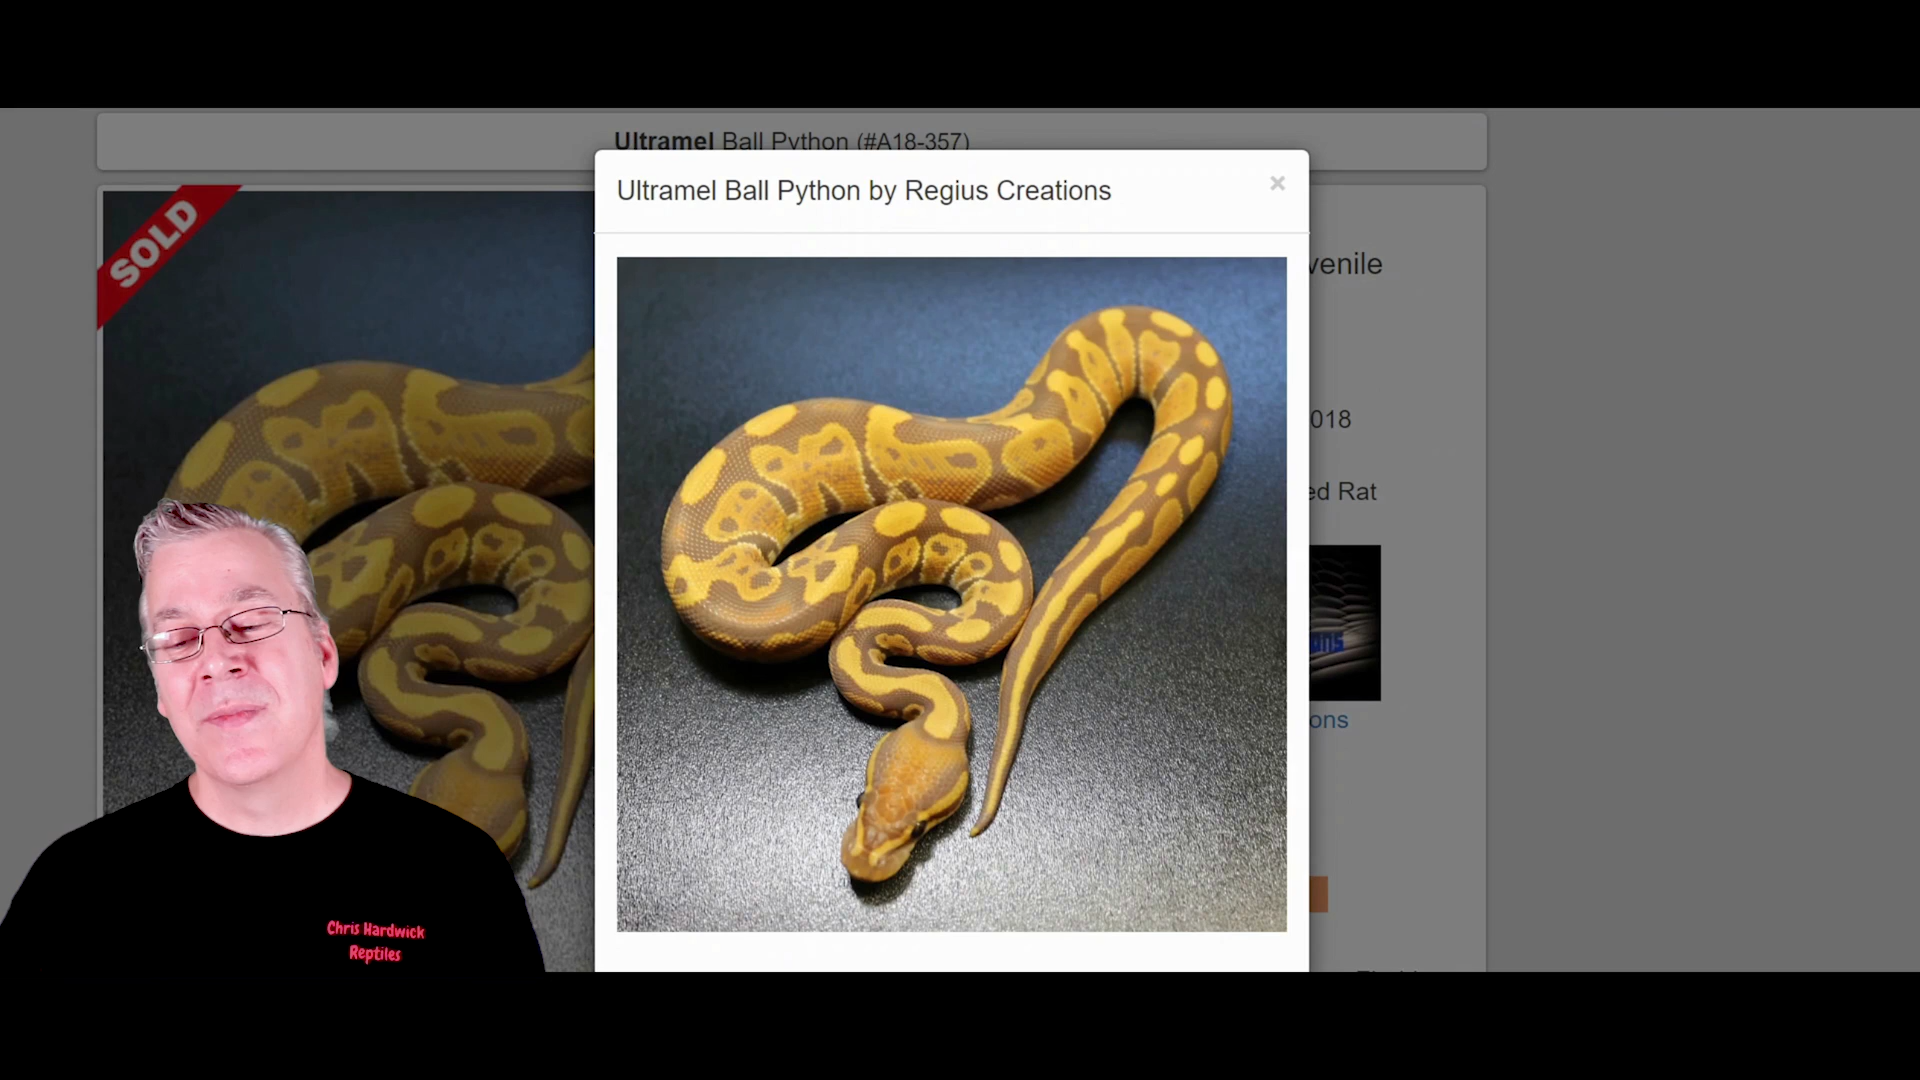 Ultramel Ball Python (#A18-357)
Ultramel Ball Python by Regius Creations
×
SOLD
venile
018
ed Rat
ons
Chris Hardwick
Reptiles